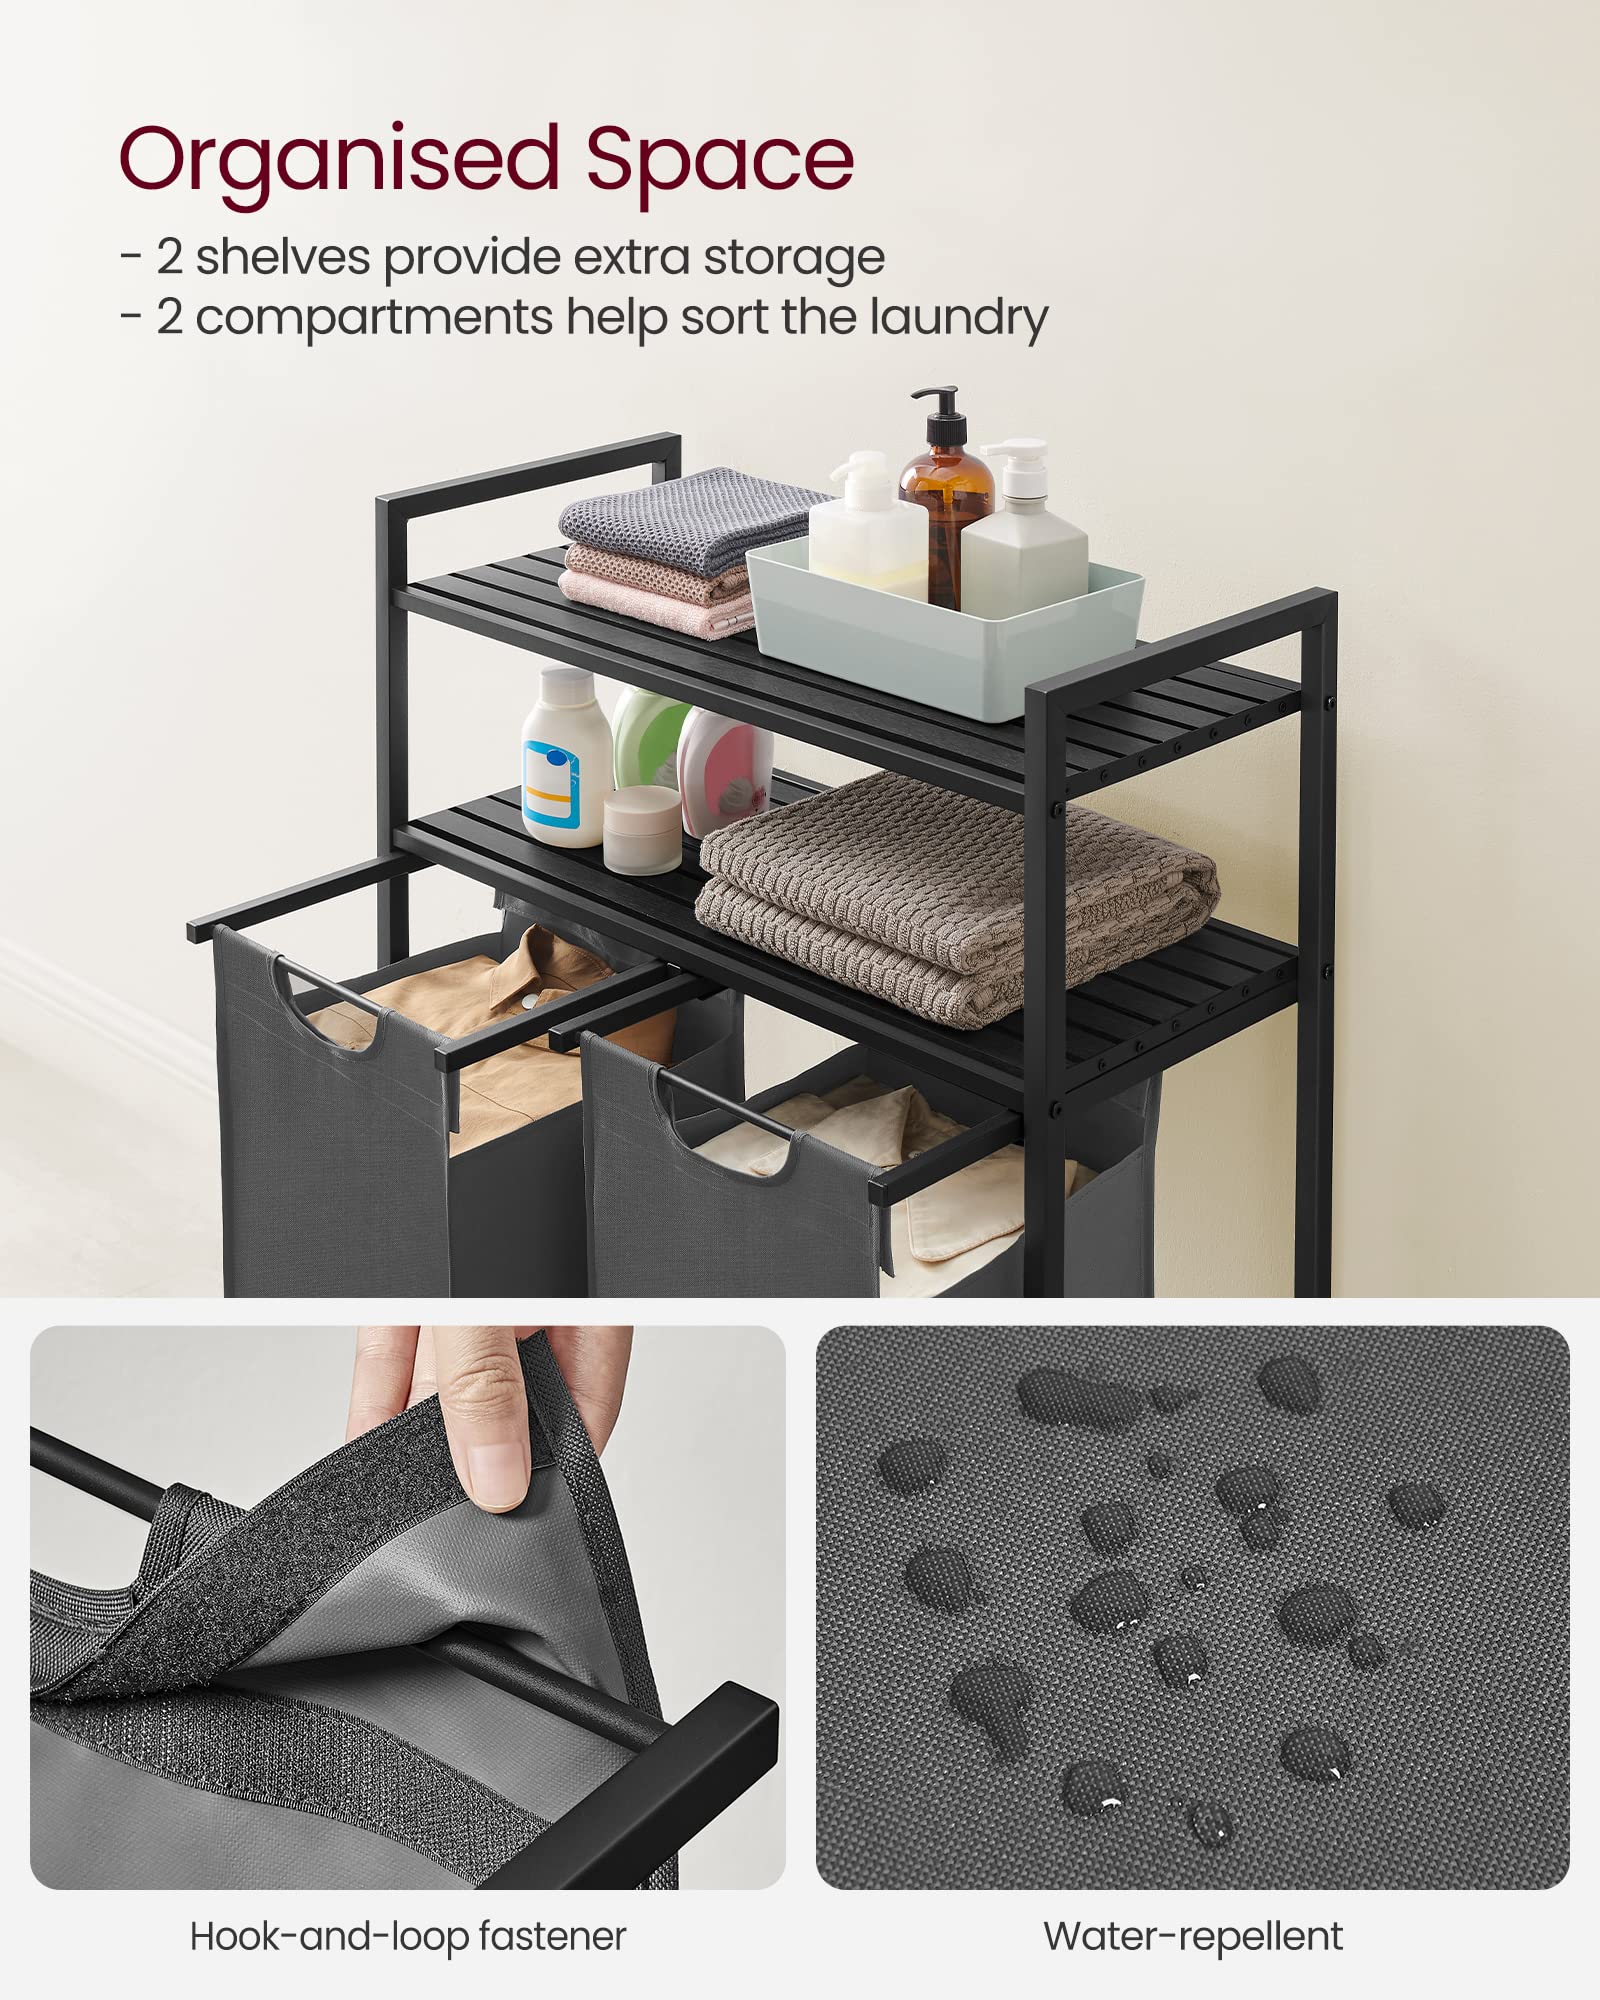 Organised Space
- 2 shelves provide extra storage
- 2 compartments help sort the laundry
Hook-and-loop fastener
Water-repellent